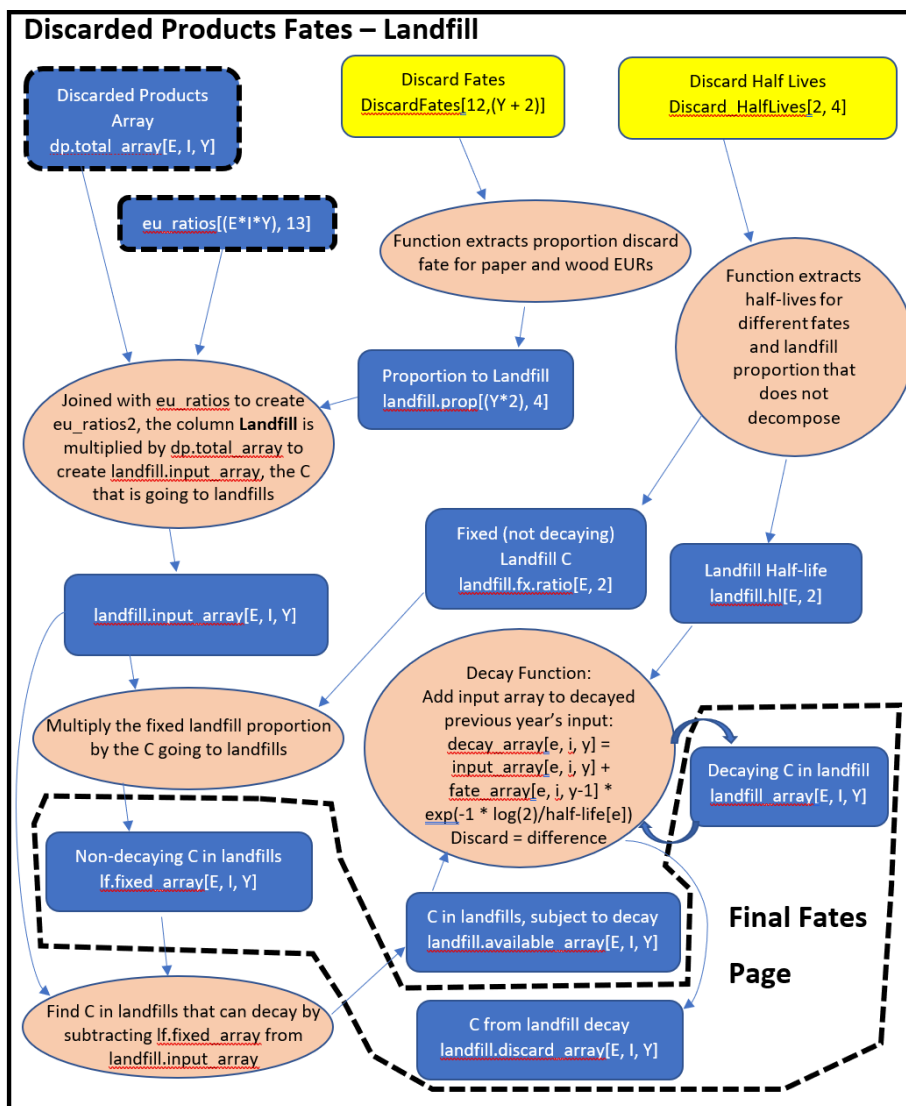 Discarded Products Fates – Landfill
Discarded Products
Array
dp.total_array[E, I, Y]
Discard Fates
DiscardFates[12,(Y + 2)]
Discard Half Lives
Discard_HalfLives[2, 4]
eu_ratios[(E*I*Y), 13]
Function extracts proportion discard
fate for paper and wood EURs
Function extracts
half-lives for
different fates
and landfill
proportion that
does not
decompose
Proportion to Landfill
landfill.prop[(Y*2), 4]
Joined with eu_ratios to create
eu_ratios2, the column Landfill is
multiplied by dp.total_array to
create landfill.input_array, the C
that is going to landfills
Fixed (not decaying)
Landfill C
landfill.fx.ratio[E, 2]
Landfill Half-life
landfill.hl[E, 2]
landfill.input_array[E, I, Y]
Multiply the fixed landfill proportion
by the C going to landfills
Decay Function:
Add input array to decayed
previous year’s input:
decay_array[e, i, y] =
input_array[e, i, y] +
fate_array[e, i, y-1] *
exp(-1 * log(2)/half-life[e])
Discard = difference
Decaying C in landfill
landfill_array[E, I, Y]
Non-decaying C in landfills
lf.fixed_array[E, I, Y]
C in landfills, subject to decay
landfill.available_array[E, I, Y]
Final Fates
Page
Find C in landfills that can decay by
subtracting lf.fixed_array from
landfill.input_array
C from landfill decay
landfill.discard_array[E, I, Y]